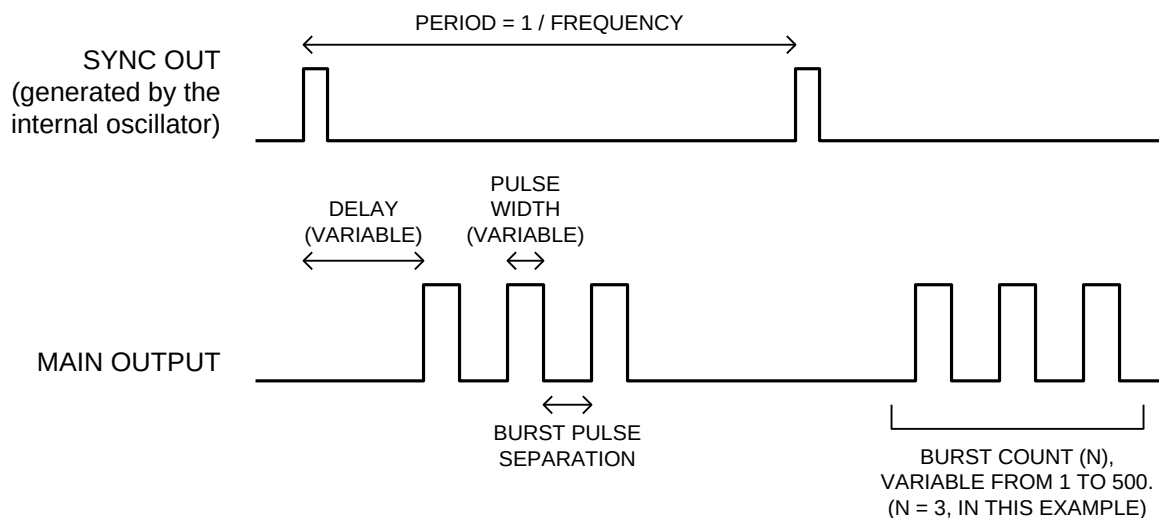 PERIOD = 1 / FREQUENCY
SYNC OUT
(generated by the
internal oscillator)
PULSE
WIDTH
(VARIABLE)
DELAY
(VARIABLE)
MAIN OUTPUT
BURST PULSE
SEPARATION
BURST COUNT (N),
VARIABLE FROM 1 TO 500.
(N = 3, IN THIS EXAMPLE)